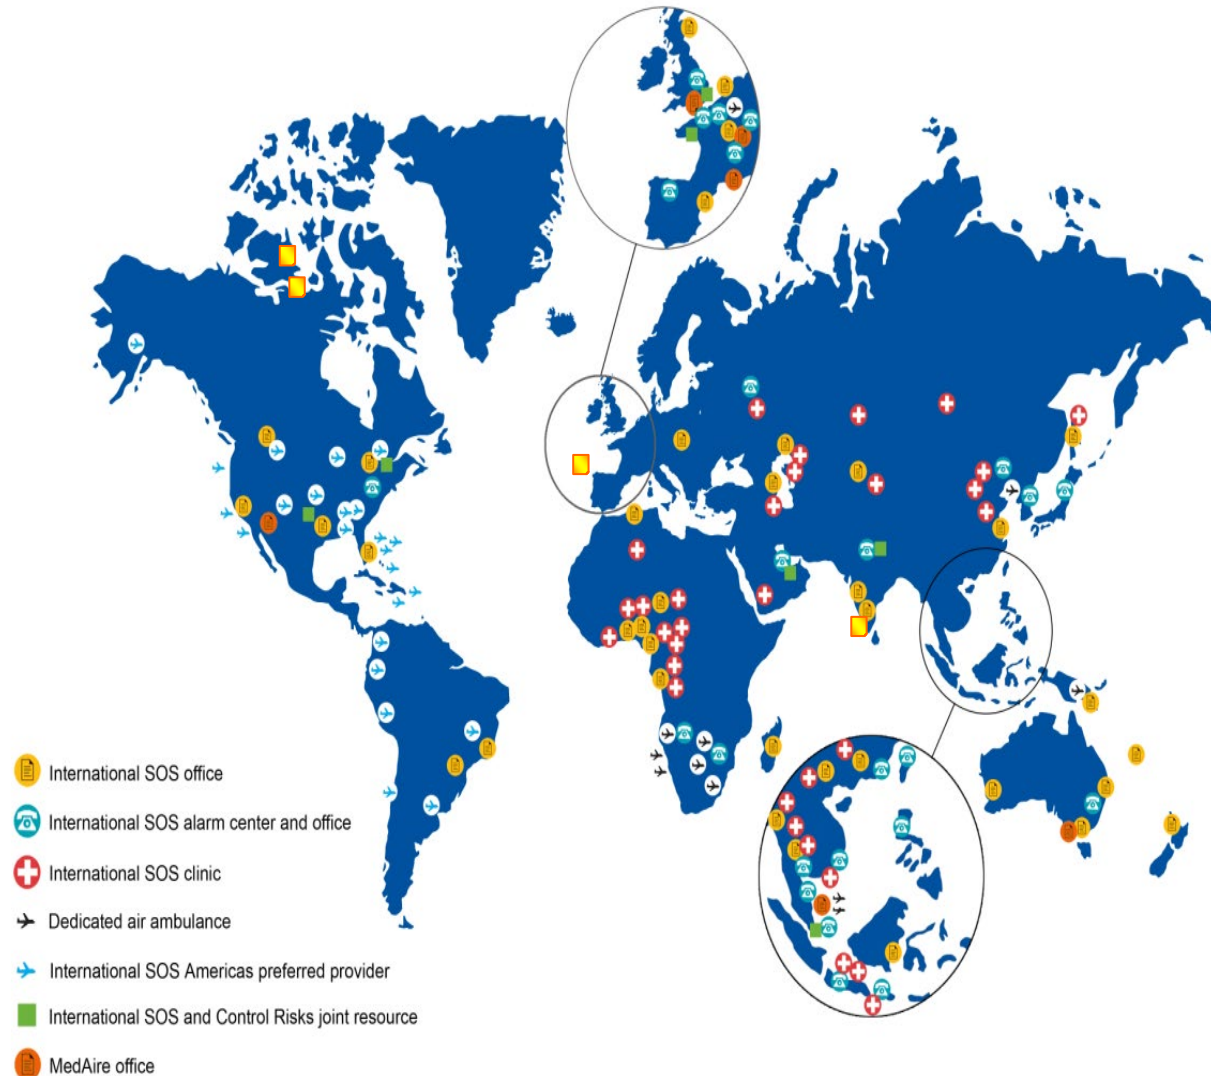 International SOS office
International SOS alarm center and office
International SOS clinic
Dedicated air ambulance
International SOS Americas preferred provider
International SOS and Control Risks joint resource
MedAire office